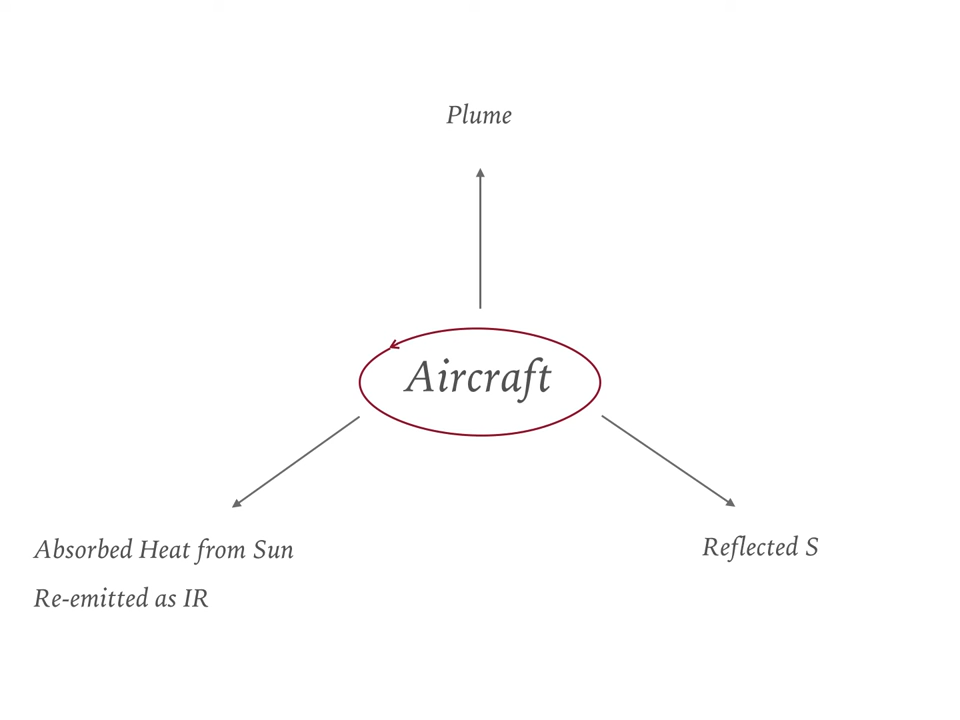 Plume
Aircraft
Absorbed Heat from Sun
Re-emitted as IR
Reflected S